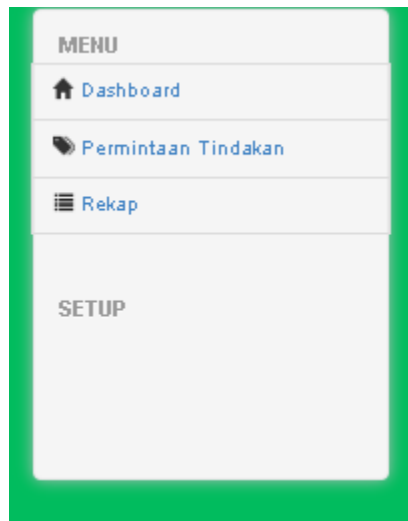 MENU
Dashboard
Permintaan Tindakan
Rekap
SETUP